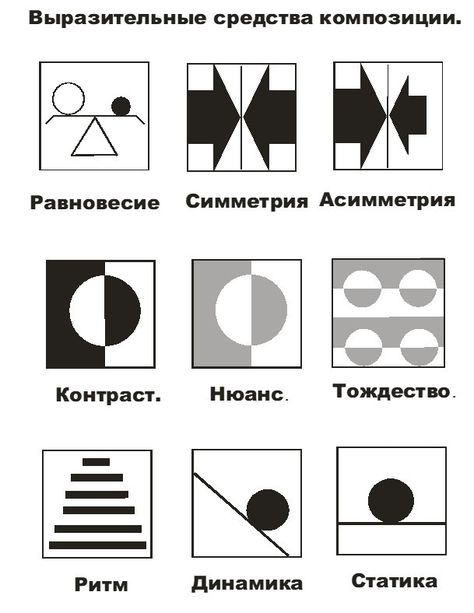 Выразительные средства композиции.
Равновесие Симметрия Асимметрия
Контраст. Нюанс. Тождество.
Ритм Динамика Статика